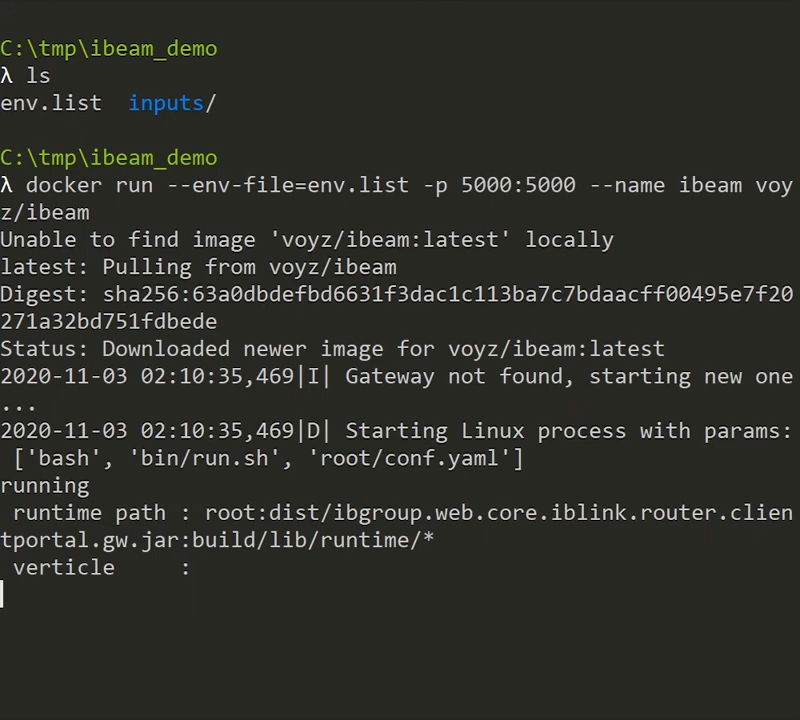 C:\tmp\ibeam_demo
λ ls
env.list  inputs/
C:\tmp\ibeam_demo
λ docker run --env-file=env.list -p 5000:5000 --name ibeam voy
z/ibeam
Unable to find image 'voyz/ibeam:latest' locally
latest: Pulling from voyz/ibeam
Digest: sha256:63a0dbdefbd6631f3dac1c113ba7c7bdaacff00495e7f20
271a32bd751fdbede
Status: Downloaded newer image for voyz/ibeam:latest
2020-11-03 02:10:35,469|I| Gateway not found, starting new one
...
2020-11-03 02:10:35,469|D| Starting Linux process with params:
 ['bash', 'bin/run.sh', 'root/conf.yaml']
running
 runtime path : root:dist/ibgroup.web.core.iblink.router.clien
tportal.gw.jar:build/lib/runtime/*
 verticle     :